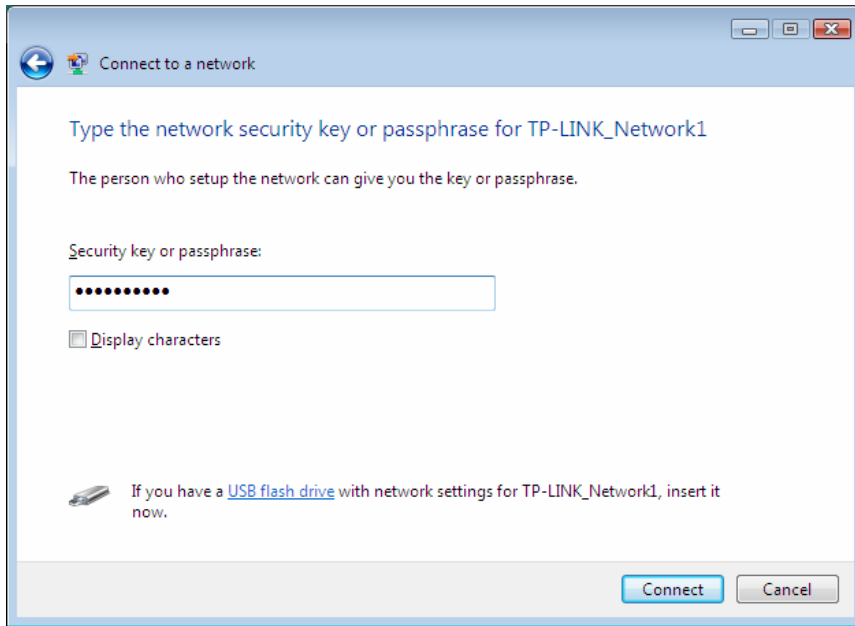 Connect to a network
Type the network security key or passphrase for TP-LINK_Network1
The person who setup the network can give you the key or passphrase.
Security key or passphrase:
••••••••••
Display characters
If you have a USB flash drive with network settings for TP-LINK_Network1, insert it
now.
Connect Cancel